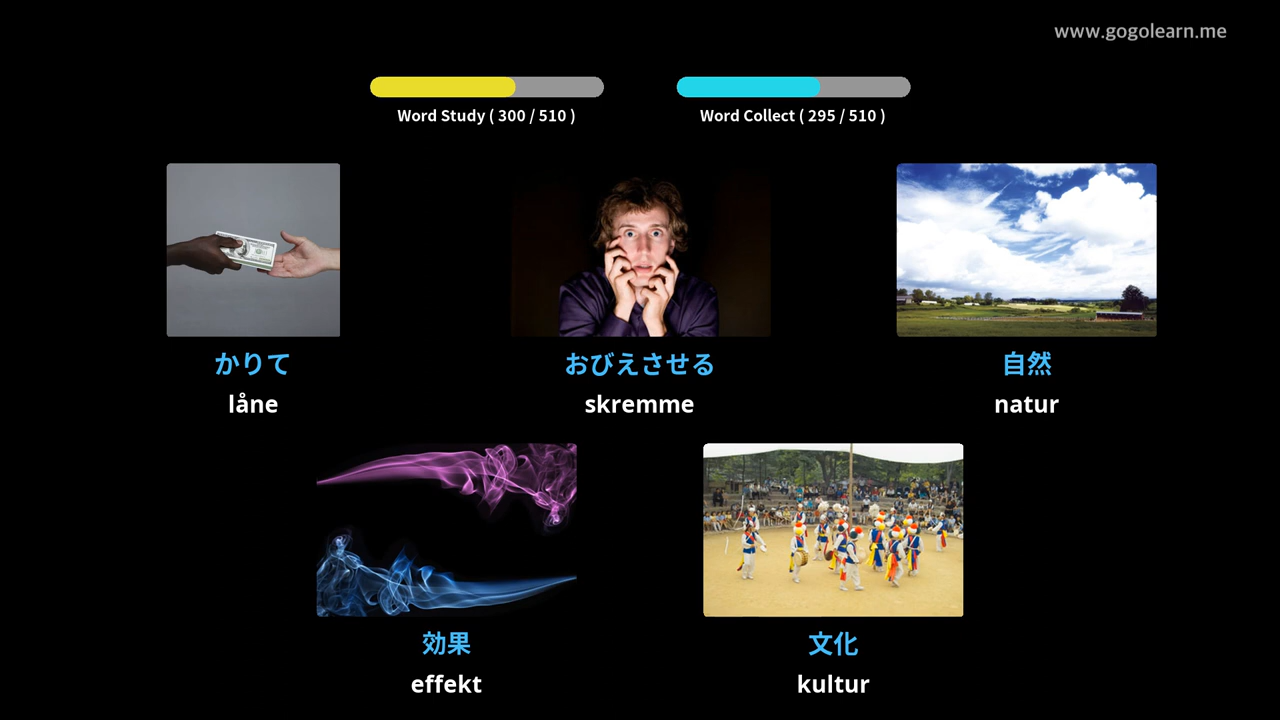 www.gogolearn.me
Word Study ( 300 / 510 )
Word Collect ( 295 / 510 )
かりて
låne
おびえさせる
skremme
自然
natur
効果
effekt
文化
kultur